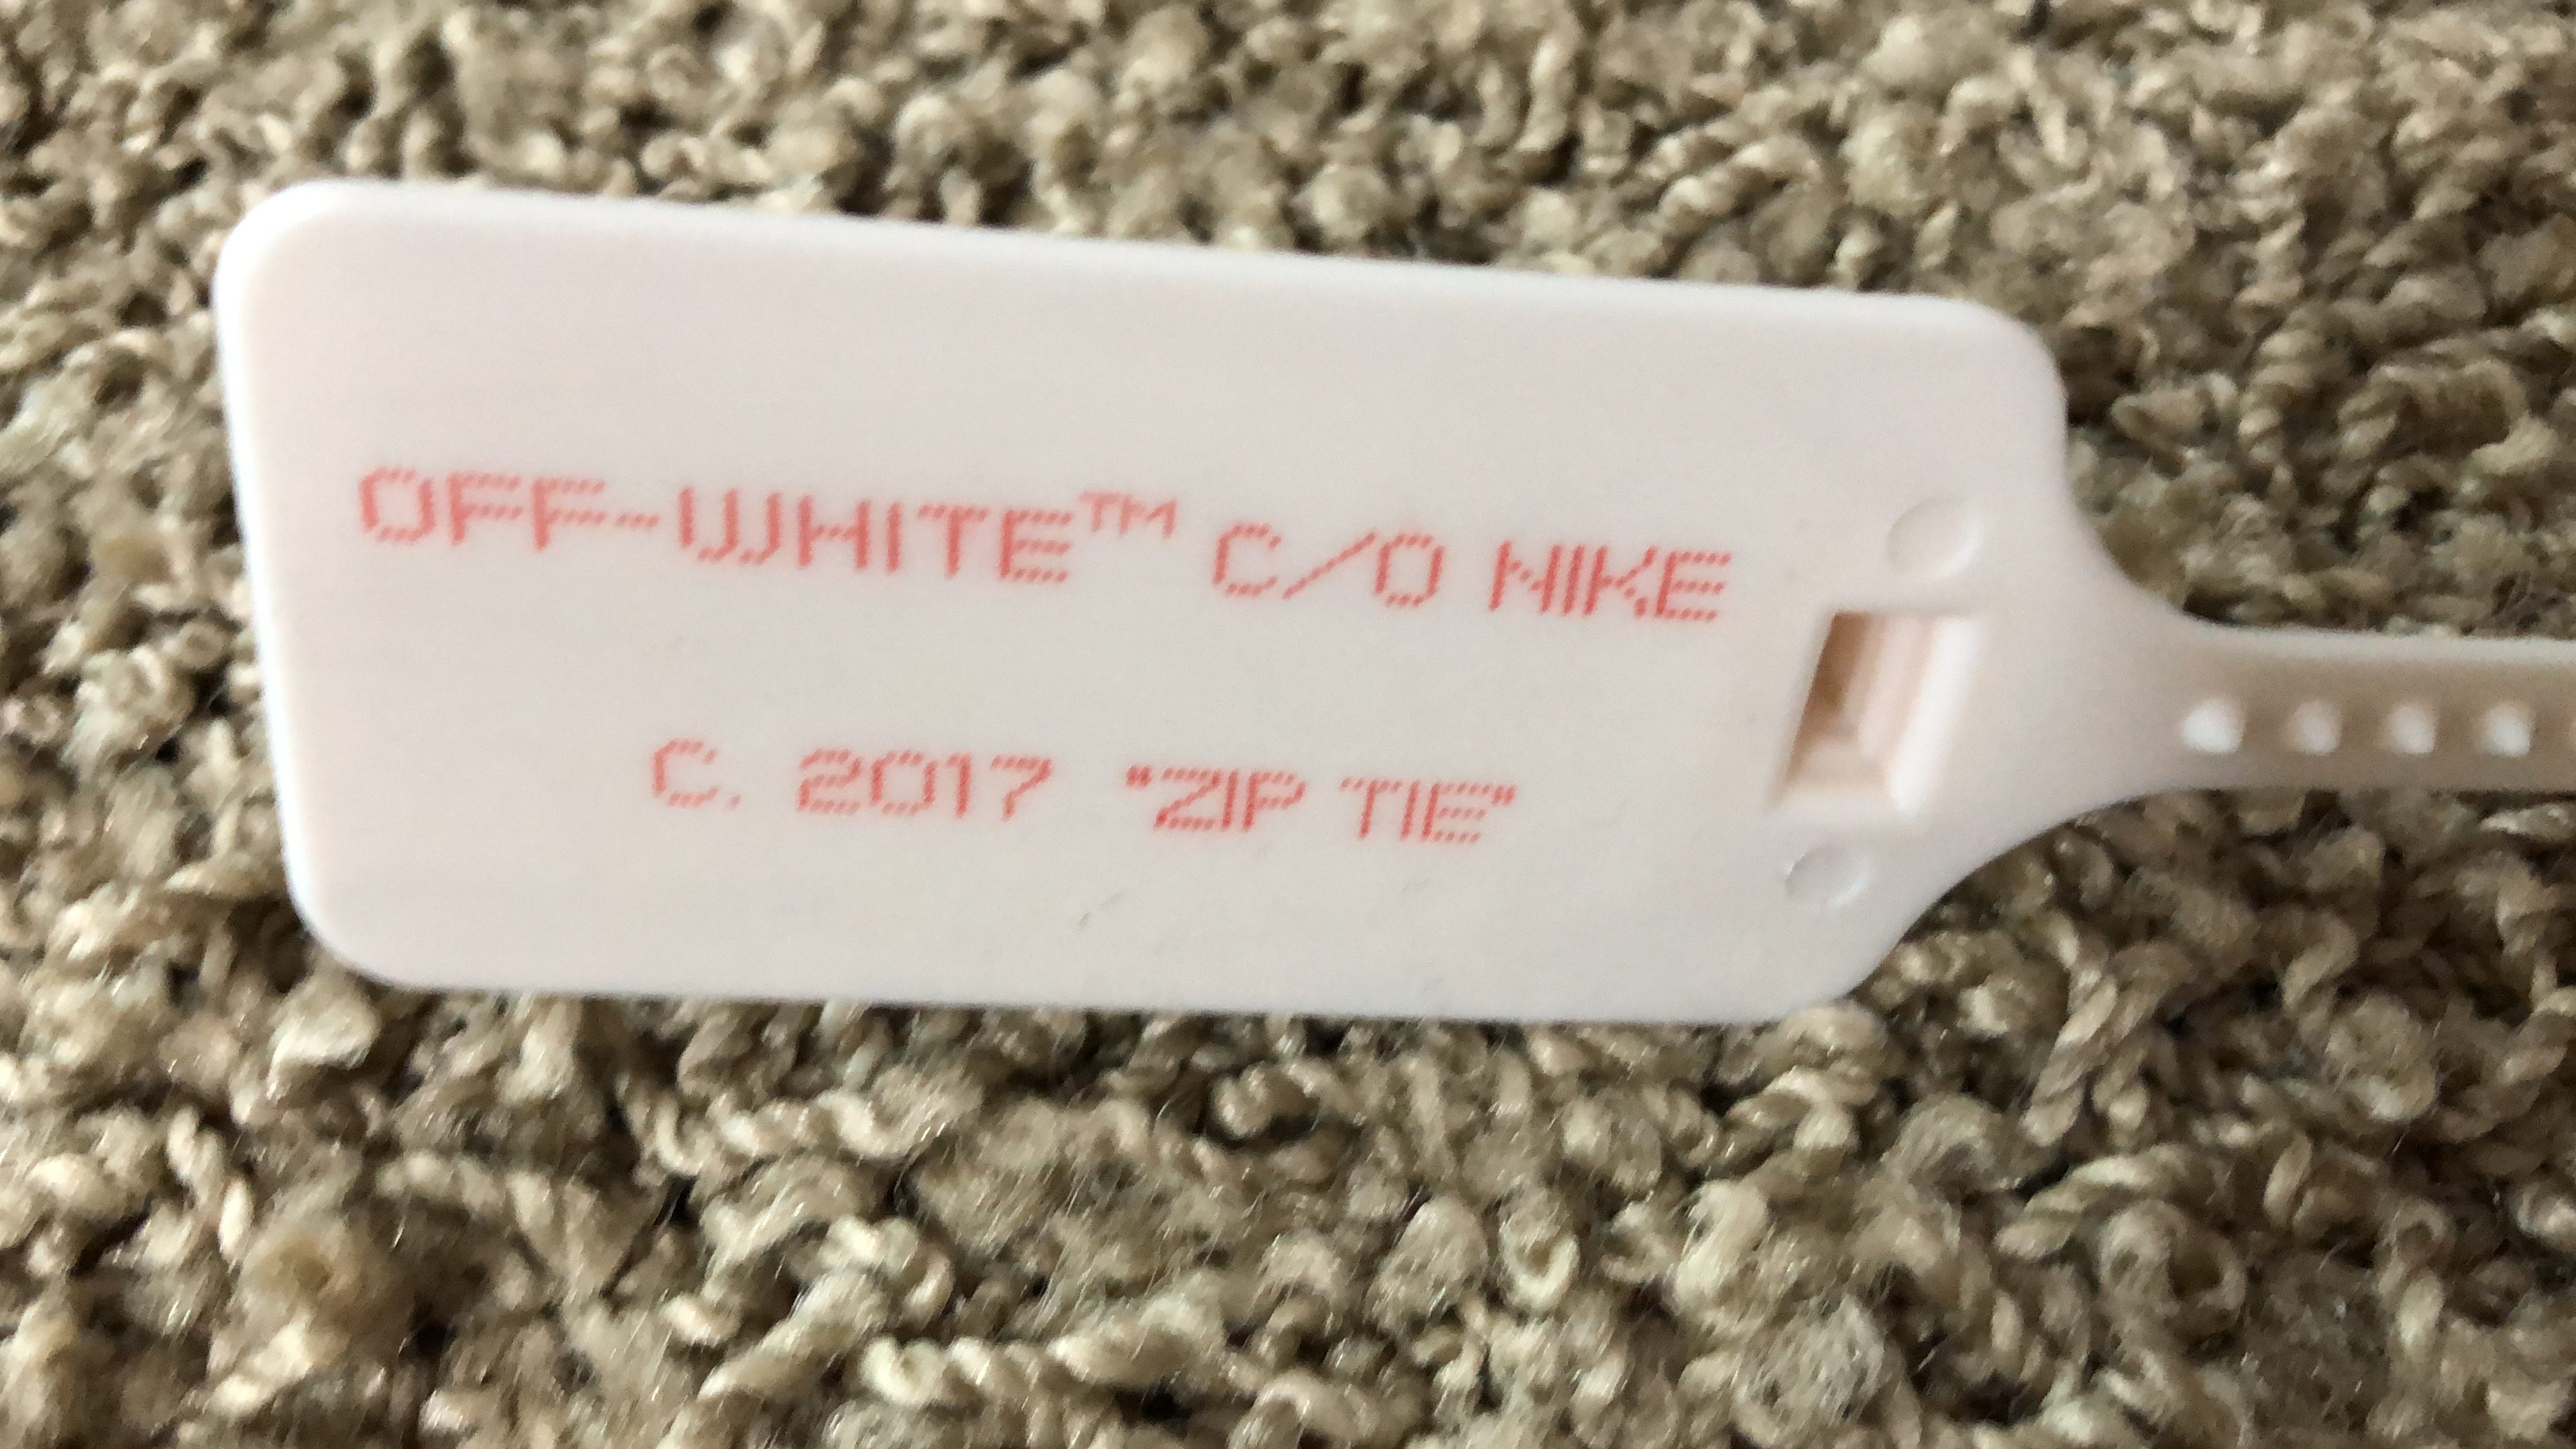 OFF-WHITE™ C/O NIKE
C. 2017 "ZIP TIE"